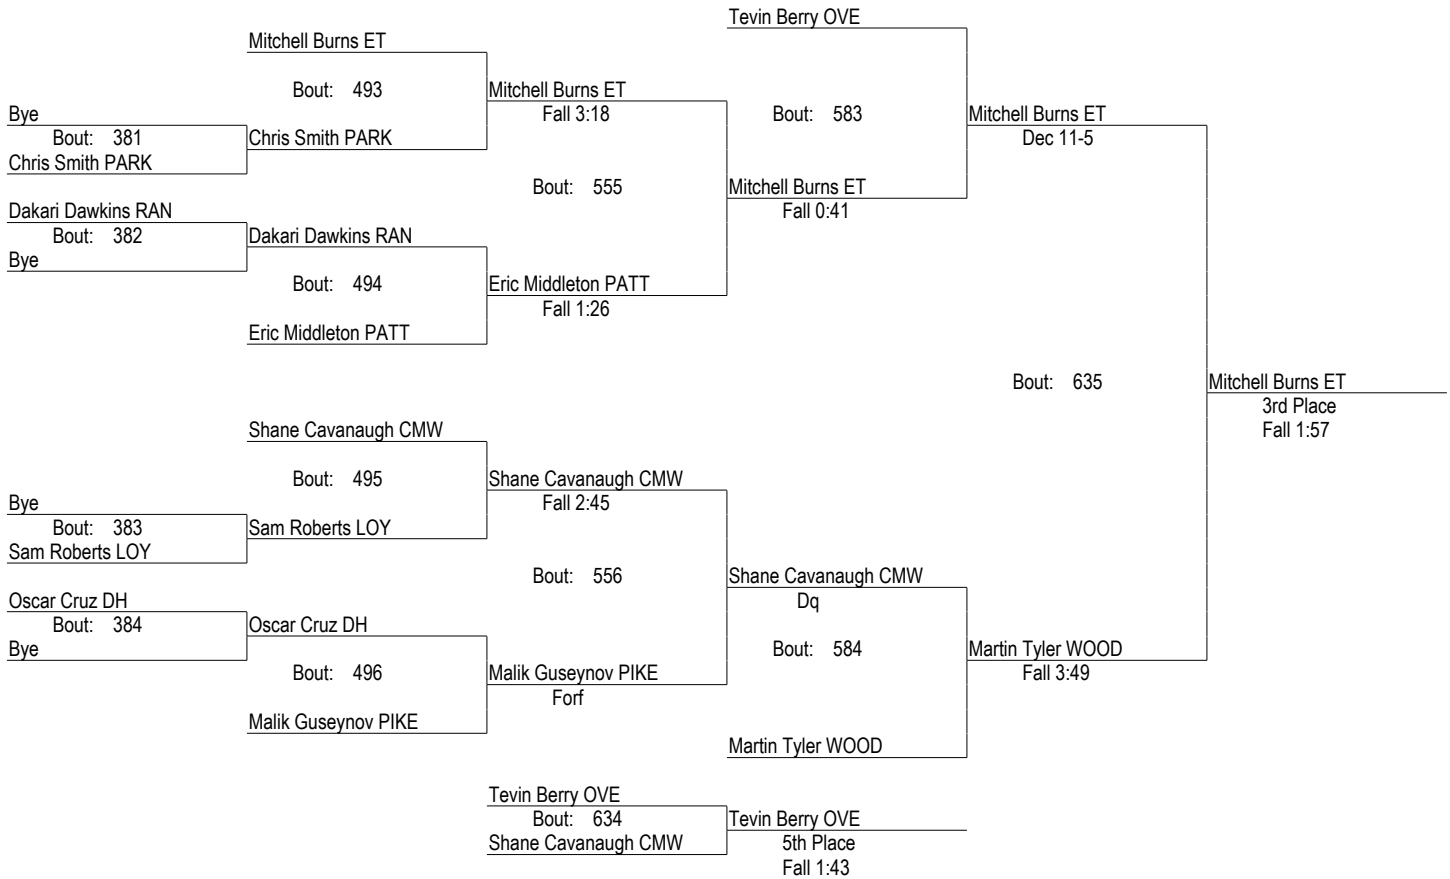 Tevin Berry OVE
Mitchell Burns ET
Bout: 493
Mitchell Burns ET
Fall 3:18
Bye
Bout: 381
Chris Smith PARK
Chris Smith PARK
Bout: 583
Mitchell Burns ET
Dec 11-5
Bout: 555
Mitchell Burns ET
Fall 0:41
Dakari Dawkins RAN
Bout: 382
Bye
Dakari Dawkins RAN
Bout: 494
Eric Middleton PATT
Fall 1:26
Eric Middleton PATT
Bout: 635
Mitchell Burns ET
3rd Place
Fall 1:57
Shane Cavanaugh CMW
Bout: 495
Shane Cavanaugh CMW
Fall 2:45
Bye
Bout: 383
Sam Roberts LOY
Sam Roberts LOY
Bout: 556
Shane Cavanaugh CMW
Dq
Oscar Cruz DH
Bout: 384
Bye
Oscar Cruz DH
Bout: 584
Martin Tyler WOOD
Fall 3:49
Bout: 496
Malik Guseynov PIKE
Forf
Malik Guseynov PIKE
Martin Tyler WOOD
Tevin Berry OVE
Bout: 634
Shane Cavanaugh CMW
Tevin Berry OVE
5th Place
Fall 1:43